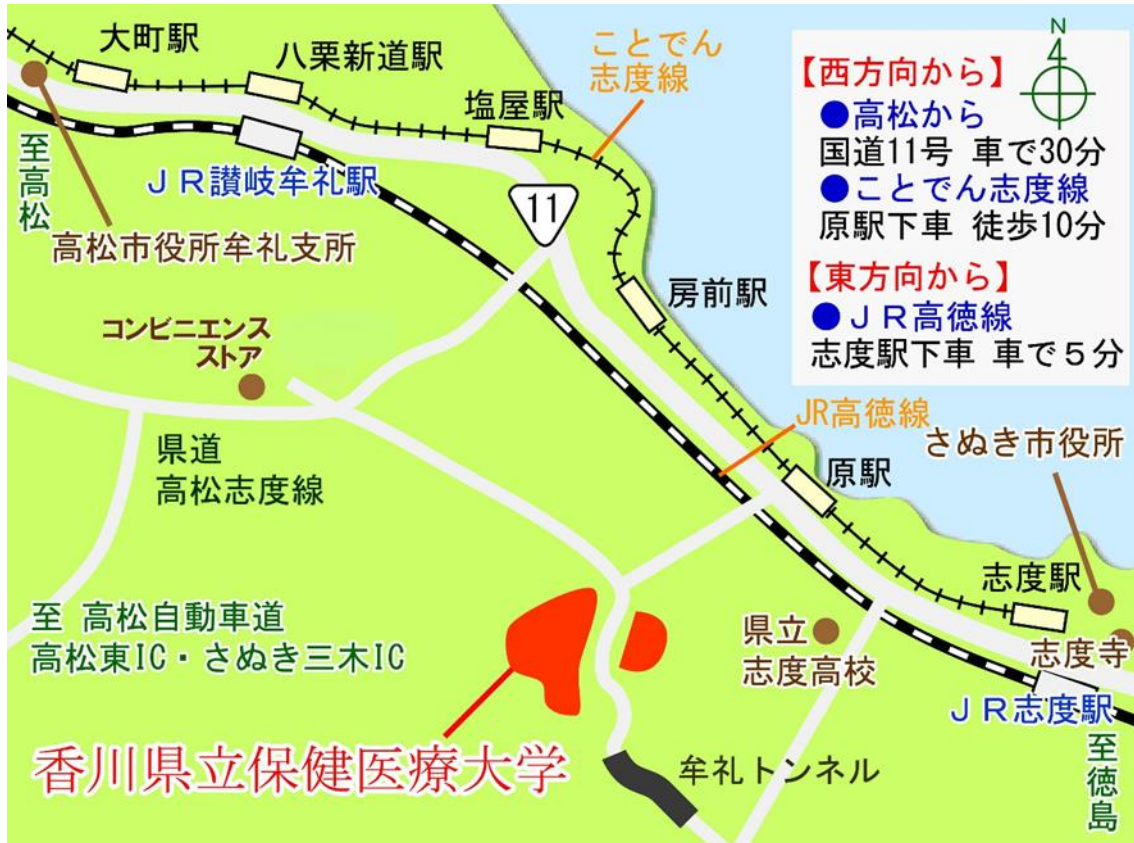 大町駅
八栗新道駅
塩屋駅
ことでん
志度線
N
【西方向から】
●高松から
国道11号 車で30分
●ことでん志度線
原駅下車 徒歩10分
【東方向から】
●ＪＲ高徳線
志度駅下車 車で５分
至高松
ＪＲ讃岐牟礼駅
高松市役所牟礼支所
11
房前駅
コンビニエンス
ストア
JR高徳線
さぬき市役所
県道
高松志度線
原駅
志度駅
至 高松自動車道
高松東IC・さぬき三木IC
県立
志度高校
志度寺
ＪＲ志度駅
香川県立保健医療大学
牟礼トンネル
至徳島